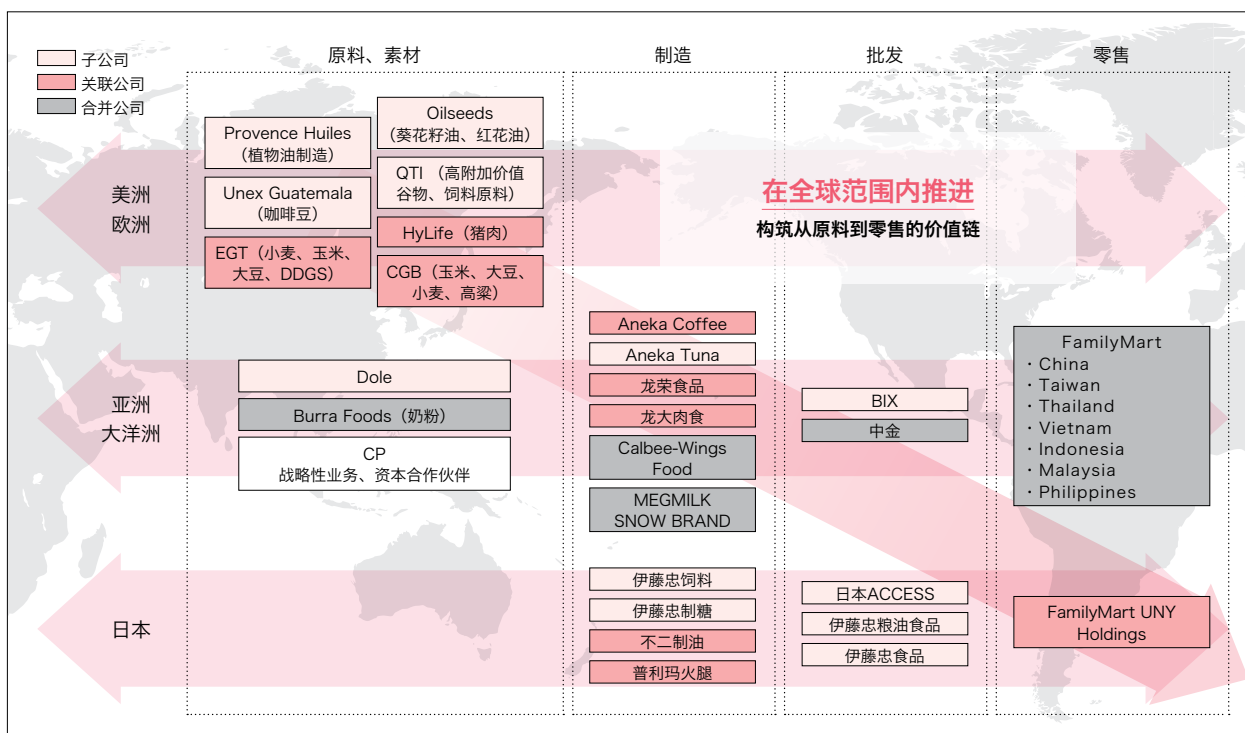 子公司
关联公司
合并公司
原料、素材
制造
批发
零售
美洲
欧洲
Provence Huiles
（植物油制造）
Unex Guatemala
（咖啡豆）
EGT（小麦、玉米、
大豆、DDGS）
Oilseeds
（葵花籽油、红花油）
QTI （高附加价值
谷物、饲料原料）
HyLife（猪肉）
CGB（玉米、大豆、
小麦、高粱）
在全球范围内推进
构筑从原料到零售的价值链
亚洲
大洋洲
Dole
Burra Foods（奶粉）
CP
战略性业务、资本合作伙伴
Aneka Coffee
Aneka Tuna
龙荣食品
龙大肉食
Calbee-Wings
Food
MEGMILK
SNOW BRAND
BIX
中金
FamilyMart
・China
・Taiwan
・Thailand
・Vietnam
・Indonesia
・Malaysia
・Philippines
日本
伊藤忠饲料
伊藤忠制糖
不二制油
普利玛火腿
日本ACCESS
伊藤忠粮油食品
伊藤忠食品
FamilyMart UNY
Holdings